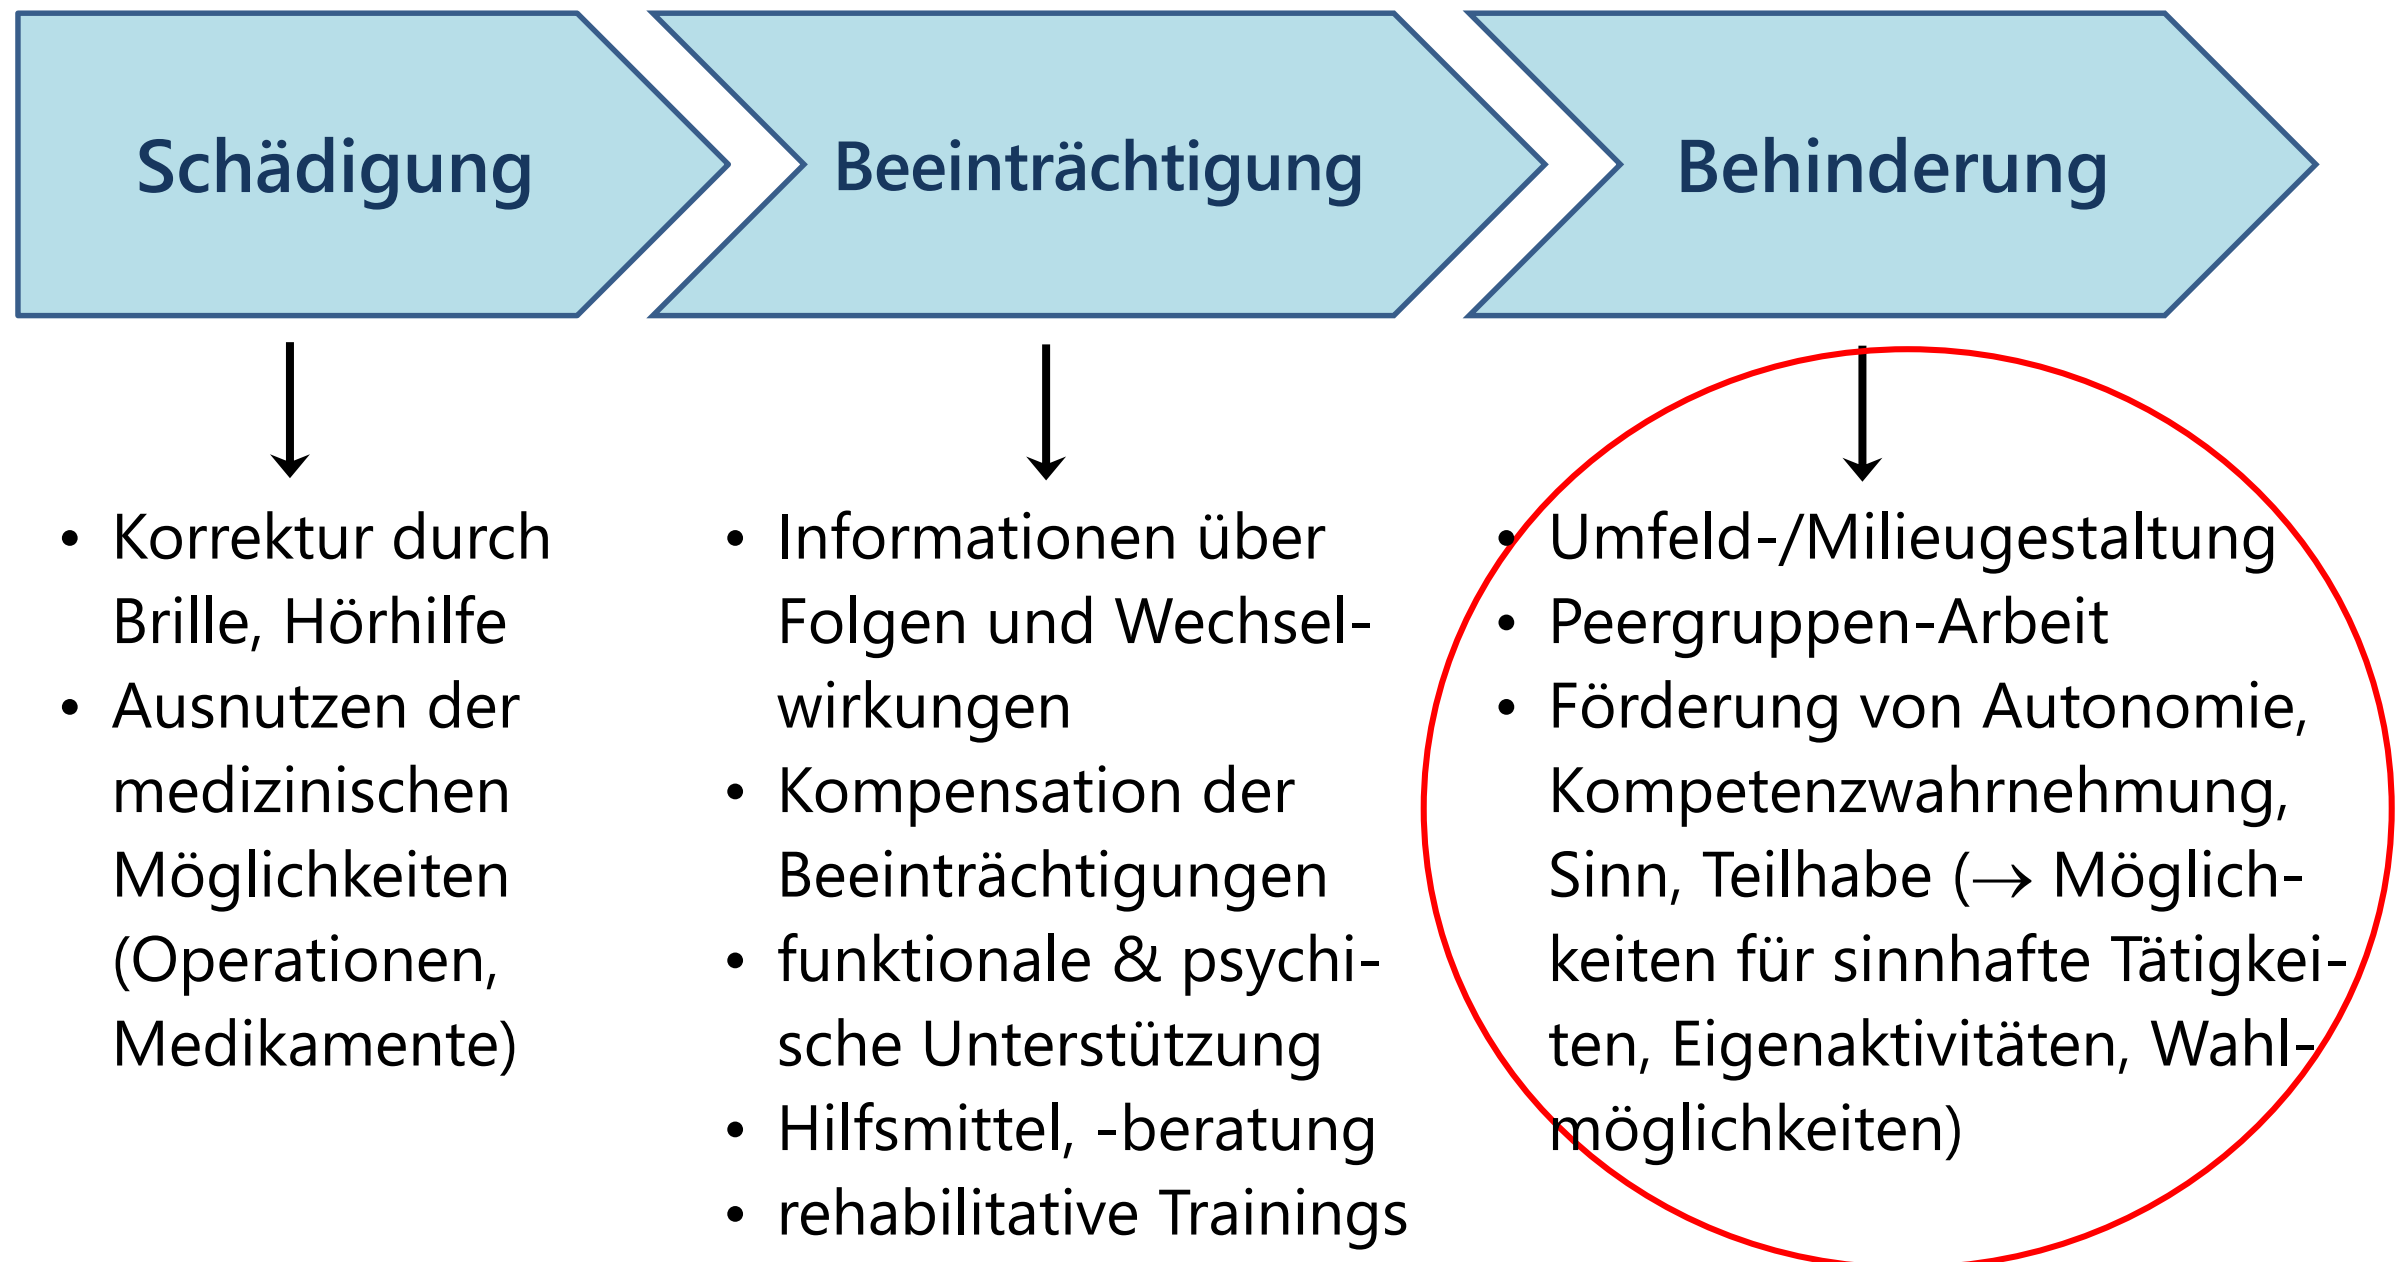 Schädigung
Beeinträchtigung
Behinderung
• Korrektur durch
Brille, Hörhilfe
• Ausnutzen der
medizinischen
Möglichkeiten
(Operationen,
Medikamente)
• Informationen über
Folgen und Wechsel-
wirkungen
• Kompensation der
Beeinträchtigungen
• funktionale & psychi-
sche Unterstützung
• Hilfsmittel, -beratung
• rehabilitative Trainings
• Umfeld-/Milieugestaltung
• Peergruppen-Arbeit
• Förderung von Autonomie,
Kompetenzwahrnehmung,
Sinn, Teilhabe (→ Möglich-
keiten für sinnhafte Tätigkei-
ten, Eigenaktivitäten, Wahl-
möglichkeiten)